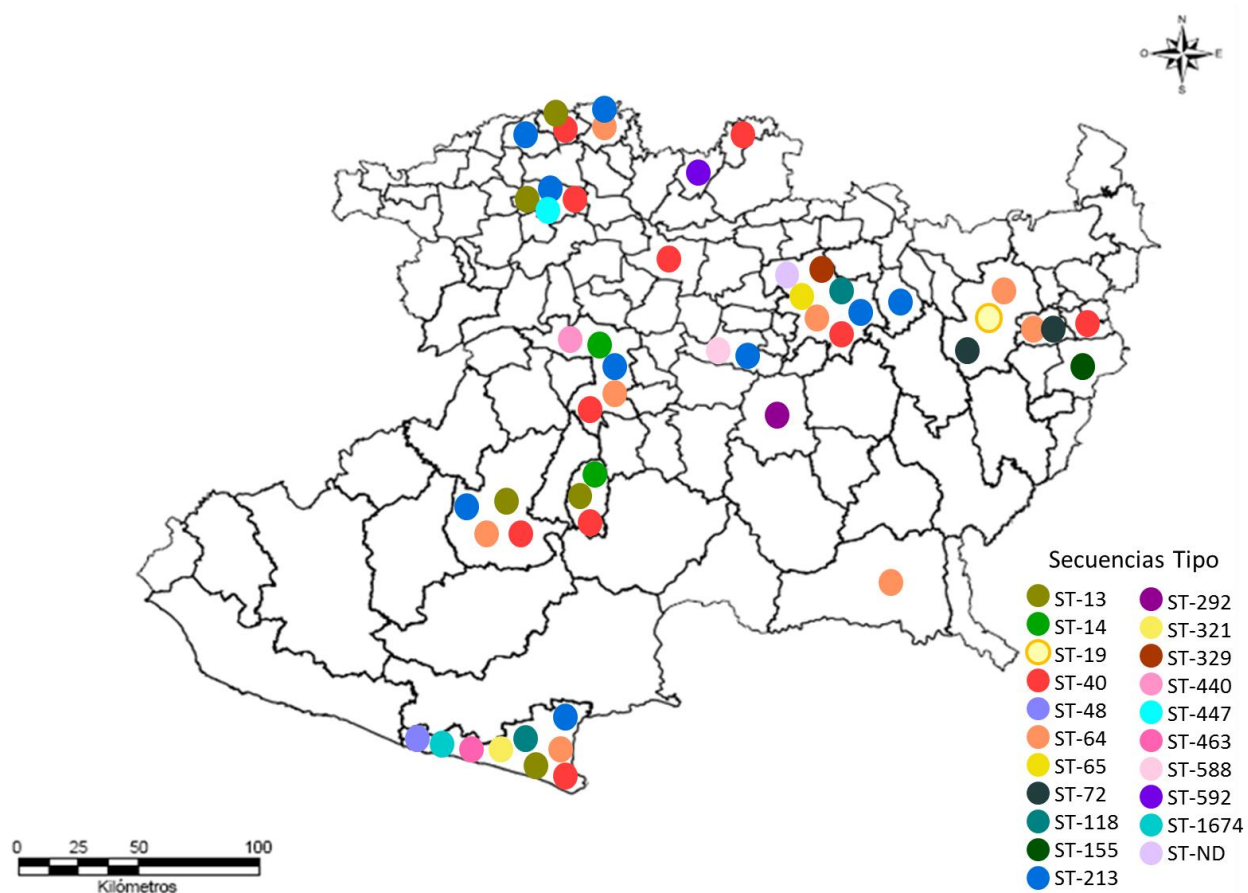 N
O E
S
Secuencias Tipo
ST-13
ST-14
ST-19
ST-40
ST-48
ST-64
ST-65
ST-72
ST-118
ST-155
ST-213
ST-292
ST-321
ST-329
ST-440
ST-447
ST-463
ST-588
ST-592
ST-1674
ST-ND
0 25 50 100
Kilómetros